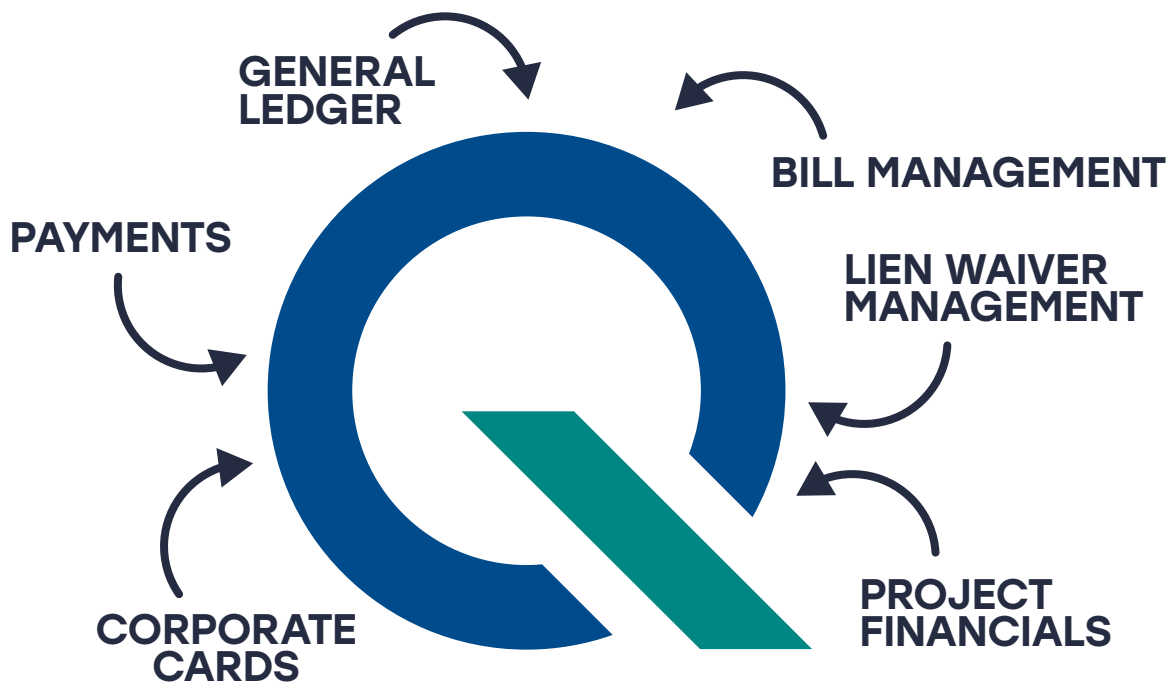 GENERAL
LEDGER
BILL MANAGEMENT
PAYMENTS
LIEN WAIVER
MANAGEMENT
CORPORATE
CARDS
PROJECT
FINANCIALS